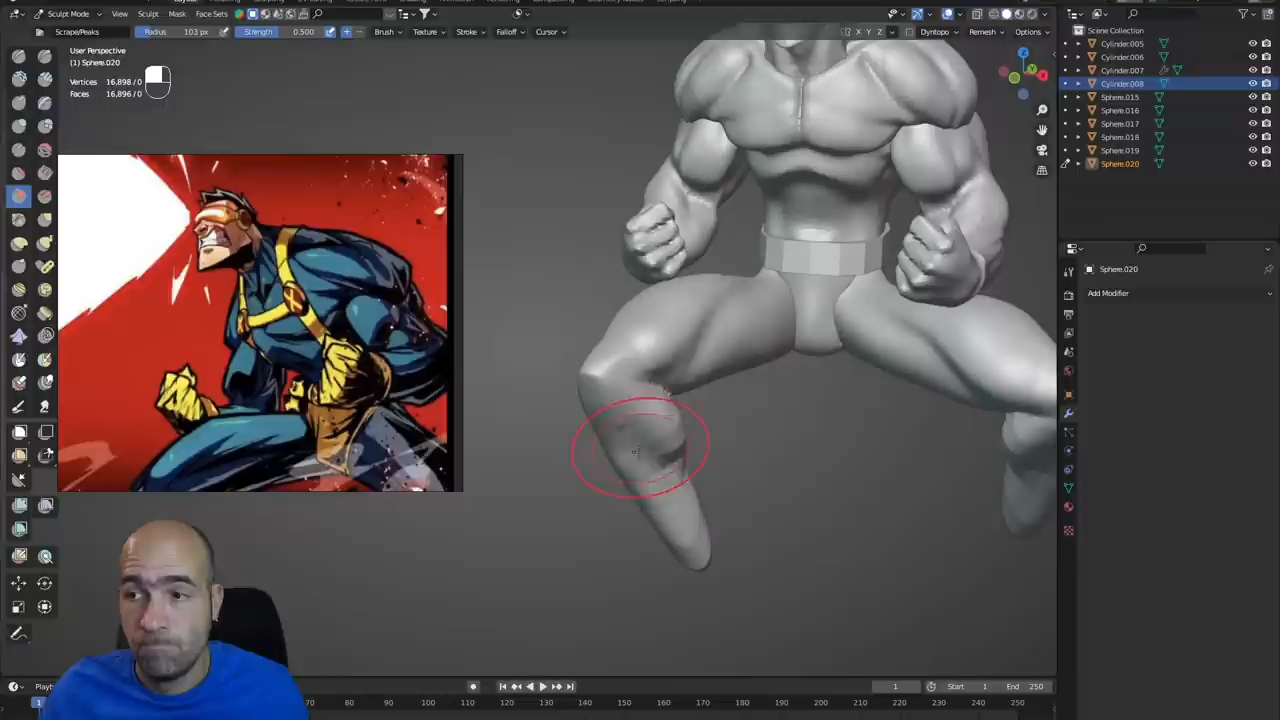 Sculpt Mode
View
Sculpt
Mask
Face Sets
Scrape/Peaks
Radius
103 px
Strength
0.500
Brush
Texture
Stroke
Falloff
Cursor
X Y Z
Dyntopo
Remesh
Options
User Perspective
(1) Sphere.020
Vertices 16,898 / 0
Faces 16,896 / 0
Scene Collection
Cylinder.005
Cylinder.006
Cylinder.007
Cylinder.008
Sphere.015
Sphere.016
Sphere.017
Sphere.018
Sphere.019
Sphere.020
Sphere.020
Add Modifier
1
Start 1
End 250
1
70 80 90 100 110 120 130 140 150 160 170 180 190 200 210 220 230 240 250